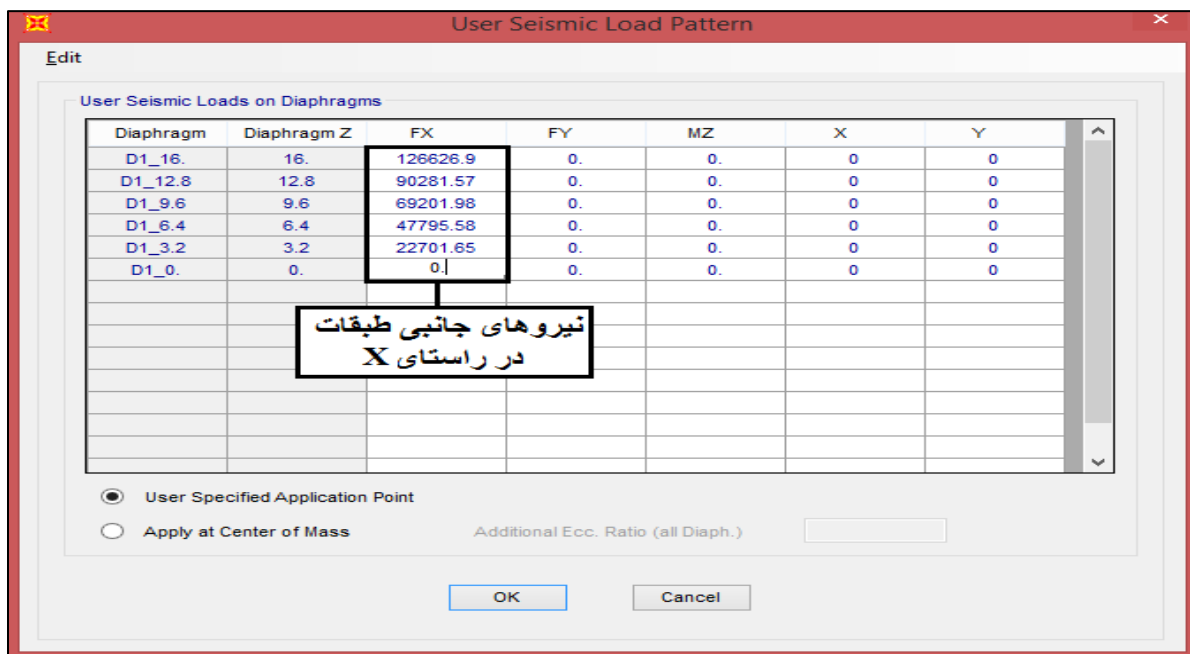 User Seismic Load Pattern
Edit
User Seismic Loads on Diaphragms
Diaphragm Diaphragm Z FX FY MZ X Y
D1_16. 16. 126626.9 0. 0. 0 0
D1_12.8 12.8 90281.57 0. 0. 0 0
D1_9.6 9.6 69201.98 0. 0. 0 0
D1_6.4 6.4 47795.58 0. 0. 0 0
D1_3.2 3.2 22701.65 0. 0. 0 0
D1_0. 0. 0. 0. 0. 0 0
نیروهای جانبی طبقات
در راستای X
User Specified Application Point
Apply at Center of Mass Additional Ecc. Ratio (all Diaph.)
OK Cancel